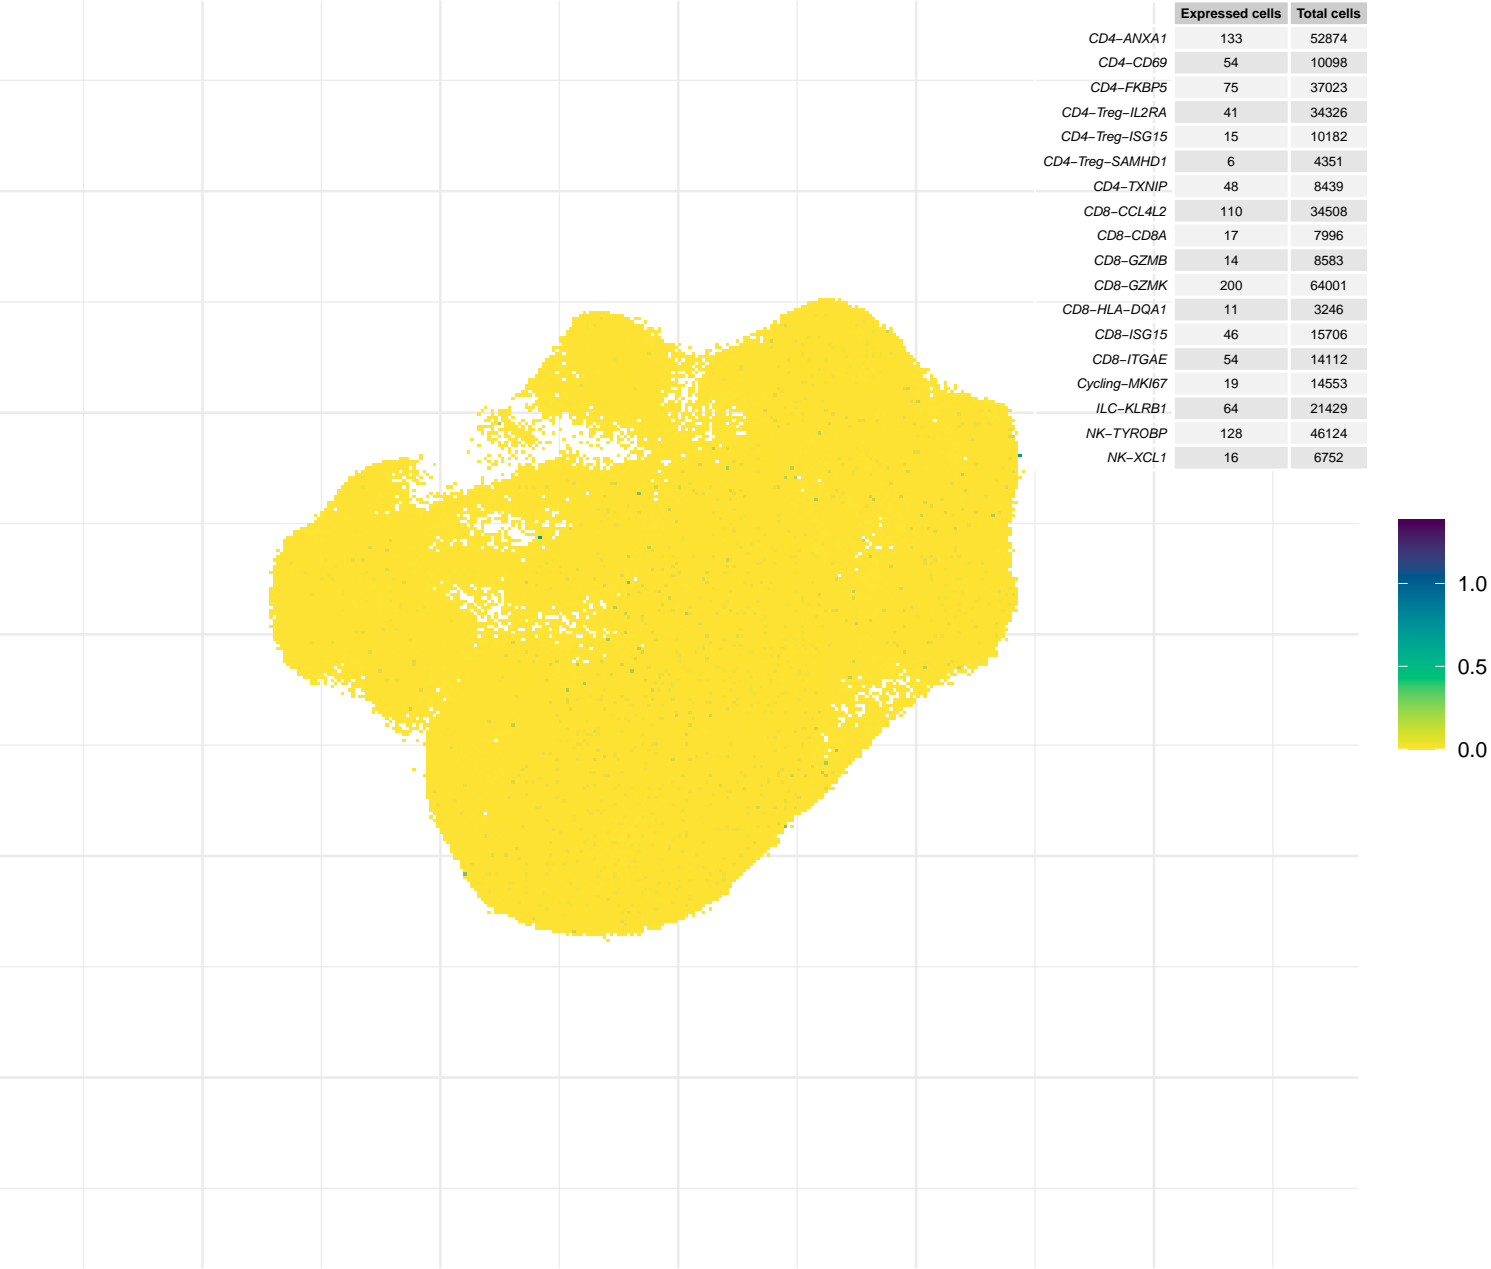 Expressed cells Total cells
CD4−ANXA1 133 52874
CD4−CD69 54 10098
CD4−FKBP5 75 37023
CD4−Treg−IL2RA 41 34326
CD4−Treg−ISG15 15 10182
CD4−Treg−SAMHD1 6 4351
CD4−TXNIP 48 8439
CD8−CCL4L2 110 34508
CD8−CD8A 17 7996
CD8−GZMB 14 8583
CD8−GZMK 200 64001
CD8−HLA−DQA1 11 3246
CD8−ISG15 46 15706
CD8−ITGAE 54 14112
Cycling−MKI67 19 14553
ILC−KLRB1 64 21429
NK−TYROBP 128 46124
NK−XCL1 16 6752
1.0
0.5
0.0